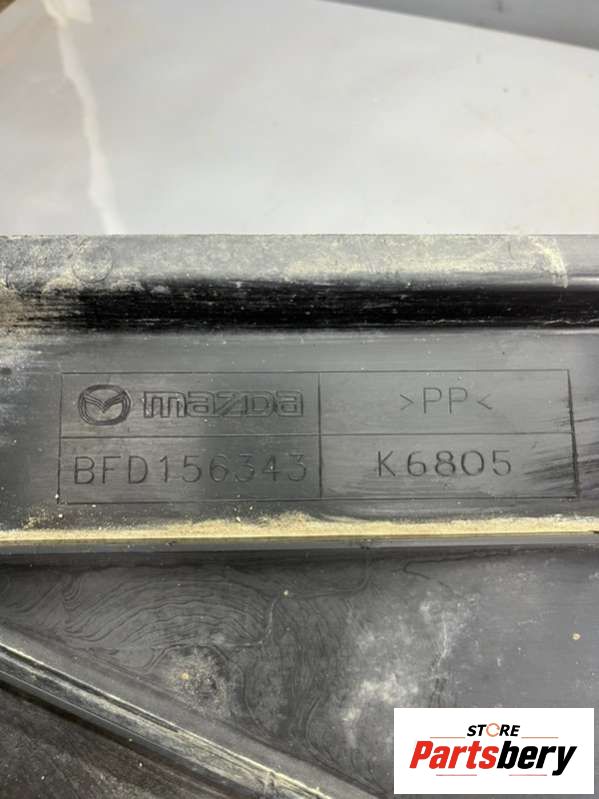 mazda >PP<
BFD156343 K6805
STORE
Partsbery